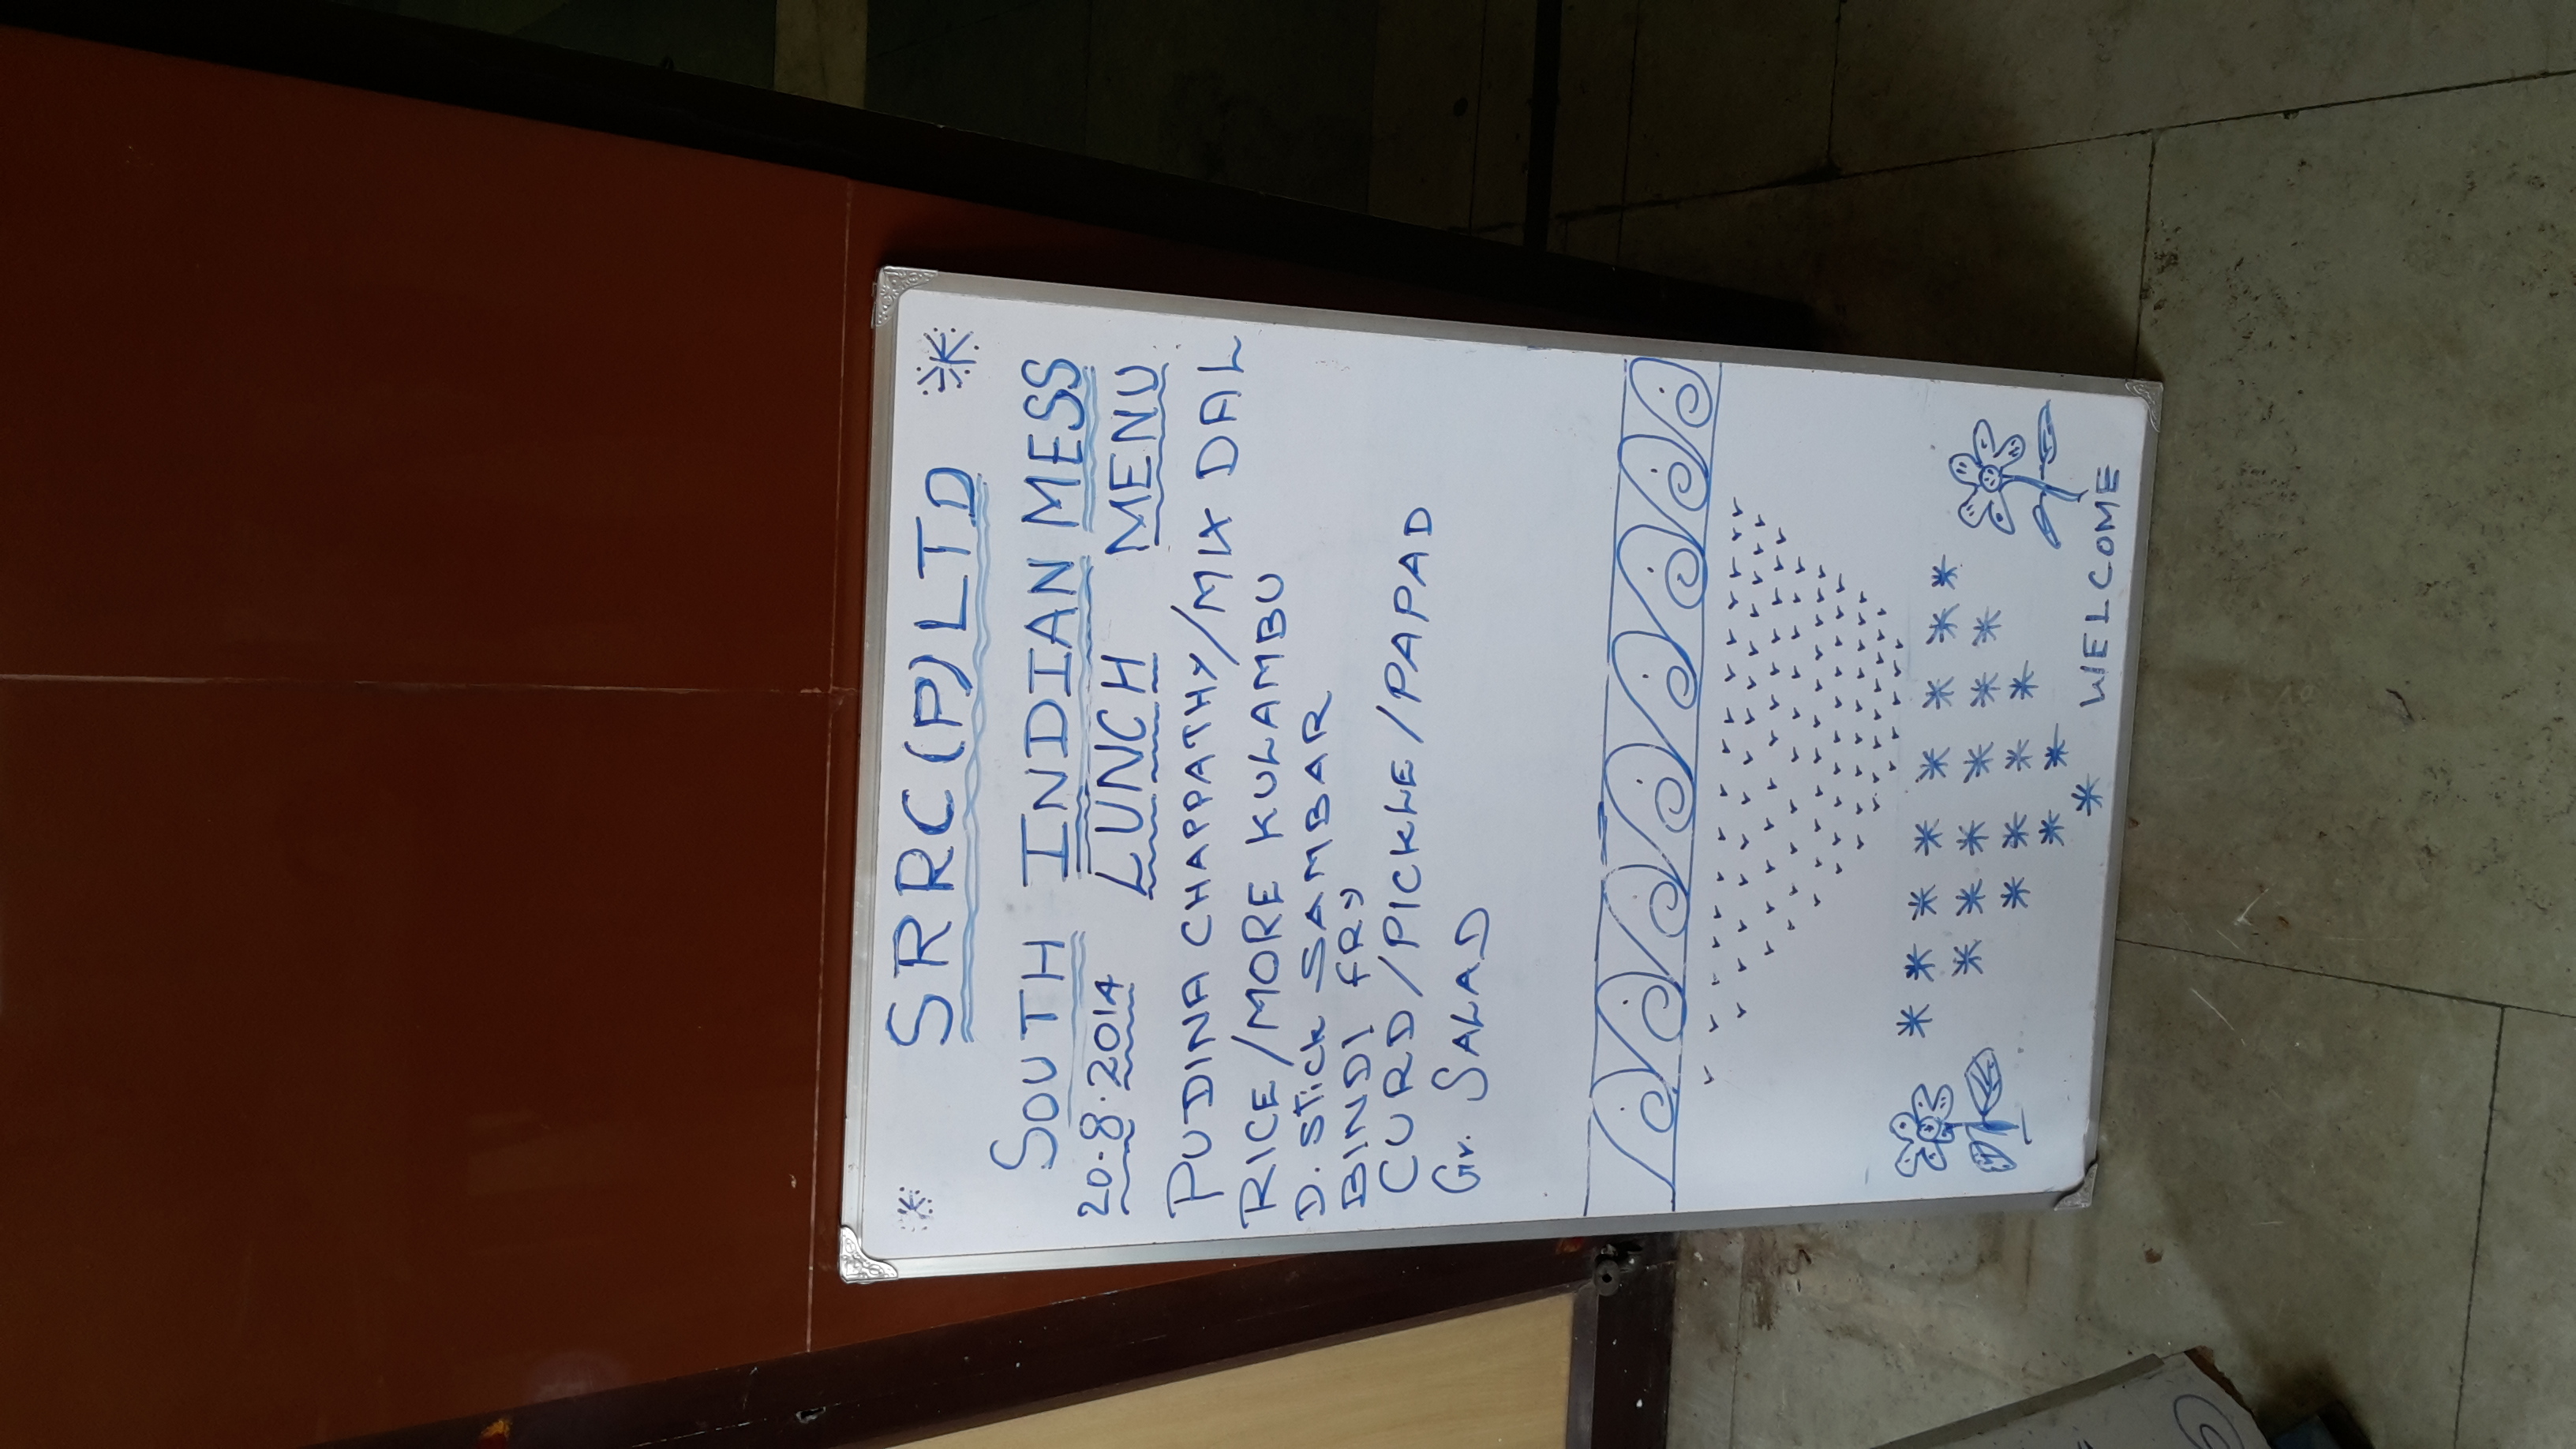 SRRC(P)LTD
SOUTH INDIAN MESS
20.8.2014 LUNCH MENU
PUDINA CHAPPATHY/MIX DAL
RICE/MORE KULAMBU
D. STick SAMBAR
BINDI FRY
CURD/PICKLE/PAPAD
Gr. SALAD
WELCOME